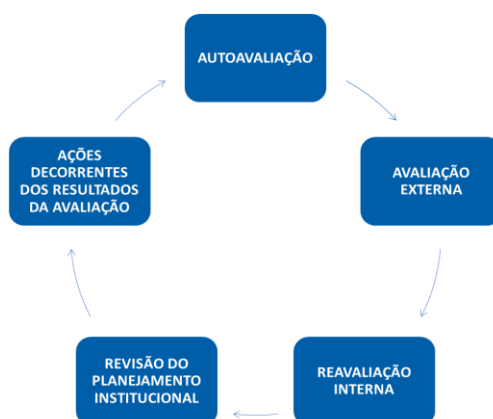 AUTOAVALIAÇÃO
AVALIAÇÃO
EXTERNA
REAVALIAÇÃO
INTERNA
REVISÃO DO
PLANEJAMENTO
INSTITUCIONAL
AÇÕES
DECORRENTES
DOS RESULTADOS
DA AVALIAÇÃO